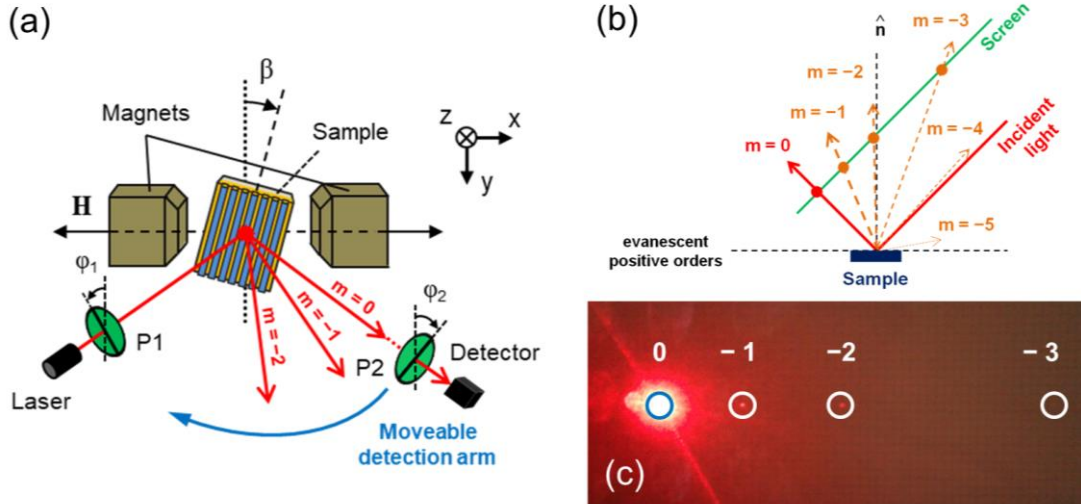 (a)
β
Magnets
Sample
z
x
y
H
φ1
φ2
P1
P2
m = 0
m = −1
m = −2
Detector
Laser
Moveable
detection arm
(b)
n̂
m = −3
Screen
m = −2
m = −1
m = 0
m = −4
Incident
light
m = −5
evanescent
positive orders
Sample
0
− 1
−2
− 3
(c)